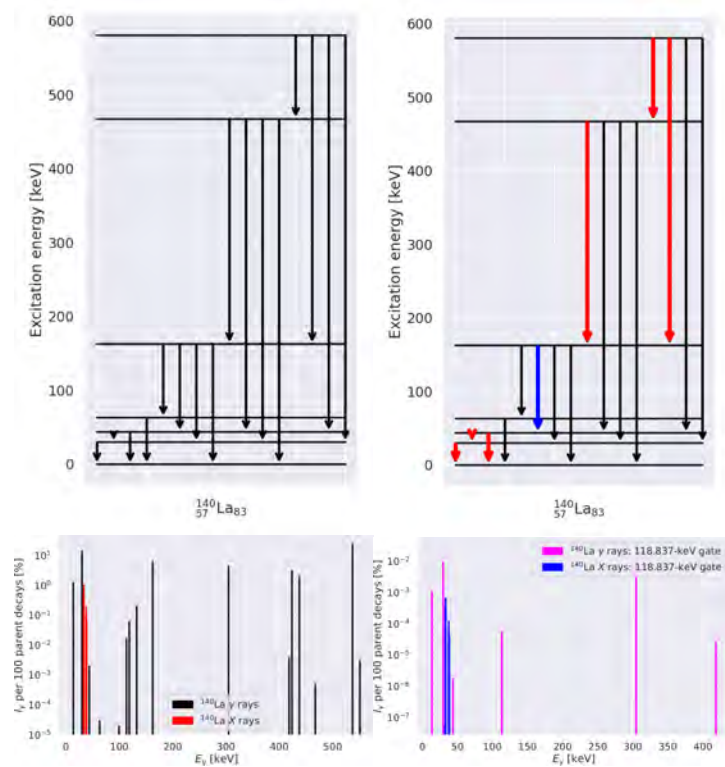 600
500
400
300
200
100
0
Excitation energy [keV]
140
57La83
600
500
400
300
200
100
0
Excitation energy [keV]
140
57La83
10^1
10^0
10^-1
10^-2
10^-3
10^-4
10^-5
Iγ per 100 parent decays [%]
140La γ rays
140La X rays
0 100 200 300 400 500
Eγ [keV]
10^-2
10^-3
10^-4
10^-5
10^-6
10^-7
Iγ per 100 parent decays [%]
140La γ rays: 118.837-keV gate
140La X rays: 118.837-keV gate
0 50 100 150 200 250 300 350 400
Eγ [keV]